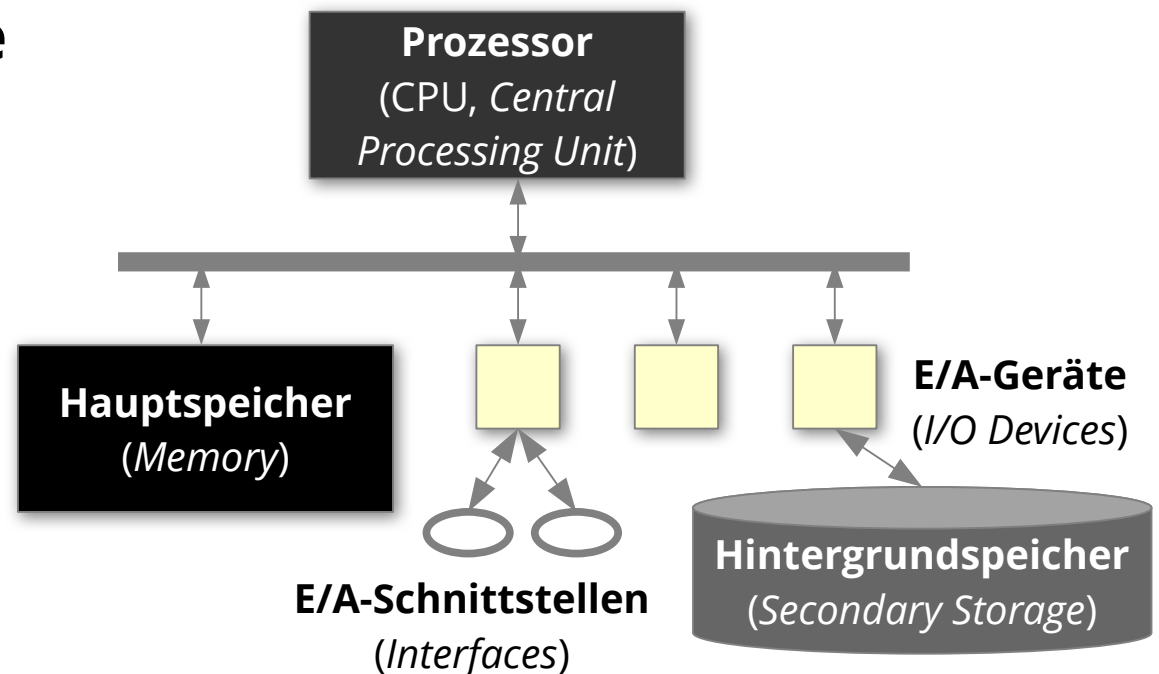 e
Prozessor
(CPU, Central
Processing Unit)
Hauptspeicher
(Memory)
E/A-Geräte
(I/O Devices)
Hintergrundspeicher
(Secondary Storage)
E/A-Schnittstellen
(Interfaces)